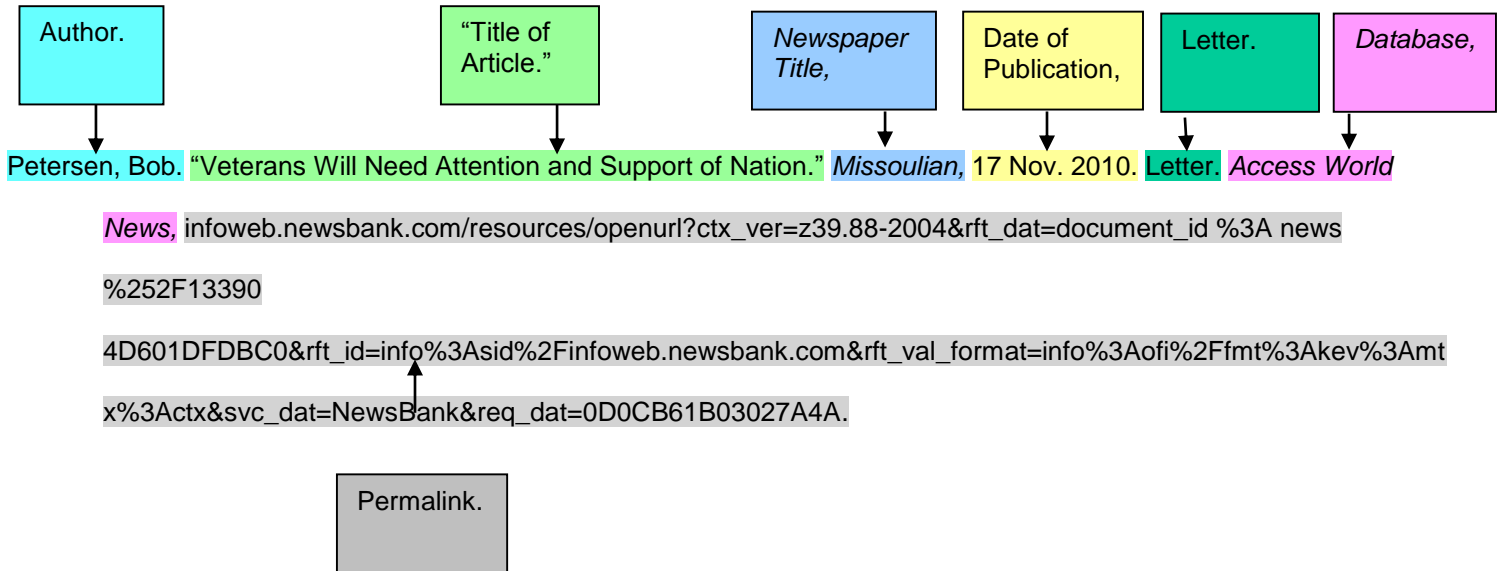 Author.
“Title of
Article.”
Newspaper
Title,
Date of
Publication,
Letter.
Database,
Petersen, Bob. “Veterans Will Need Attention and Support of Nation.” Missoulian, 17 Nov. 2010. Letter. Access World
News, infoweb.newsbank.com/resources/openurl?ctx_ver=z39.88-2004&rft_dat=document_id %3A news
%252F13390
4D601DFDBC0&rft_id=info%3Asid%2Finfoweb.newsbank.com&rft_val_format=info%3Aofi%2Ffmt%3Akev%3Amt
x%3Actx&svc_dat=NewsBank&req_dat=0D0CB61B03027A4A.
Permalink.